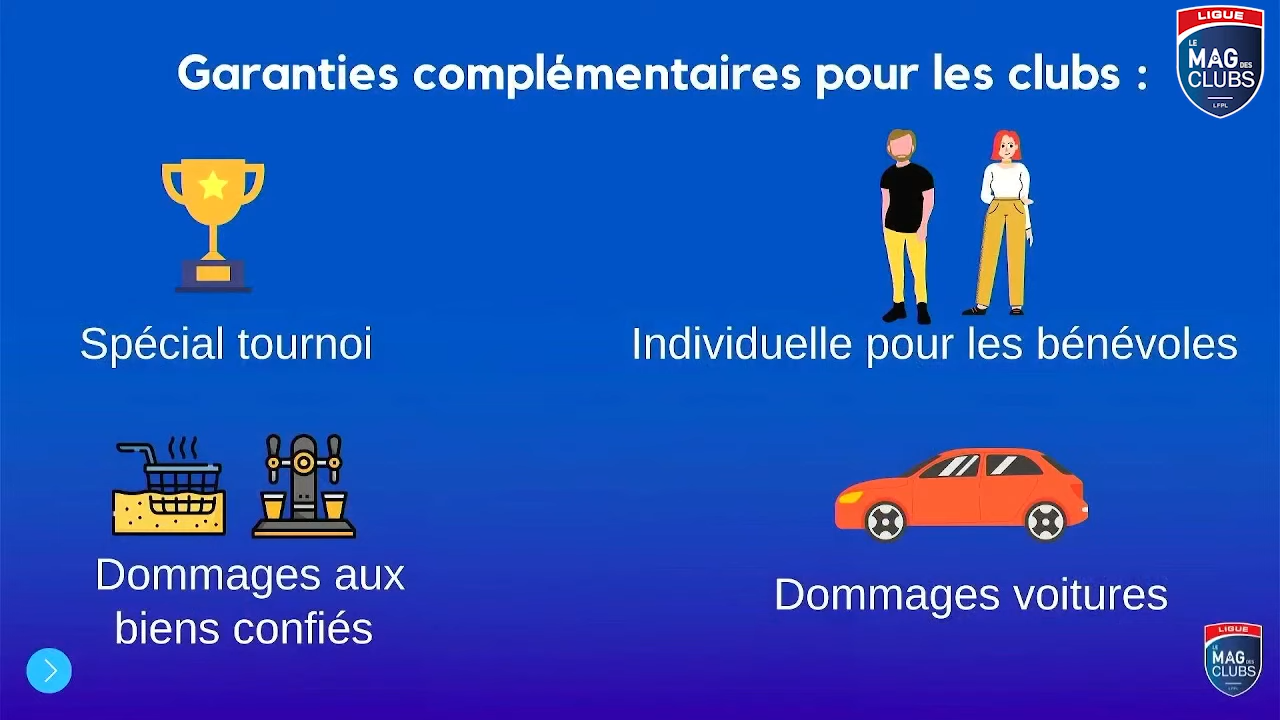 Garanties complémentaires pour les clubs :
LIGUE
LE
MAG DES
CLUBS
LFPL
Spécial tournoi
Individuelle pour les bénévoles
Dommages aux
biens confiés
Dommages voitures
LIGUE
LE
MAG DES
CLUBS
LFPL